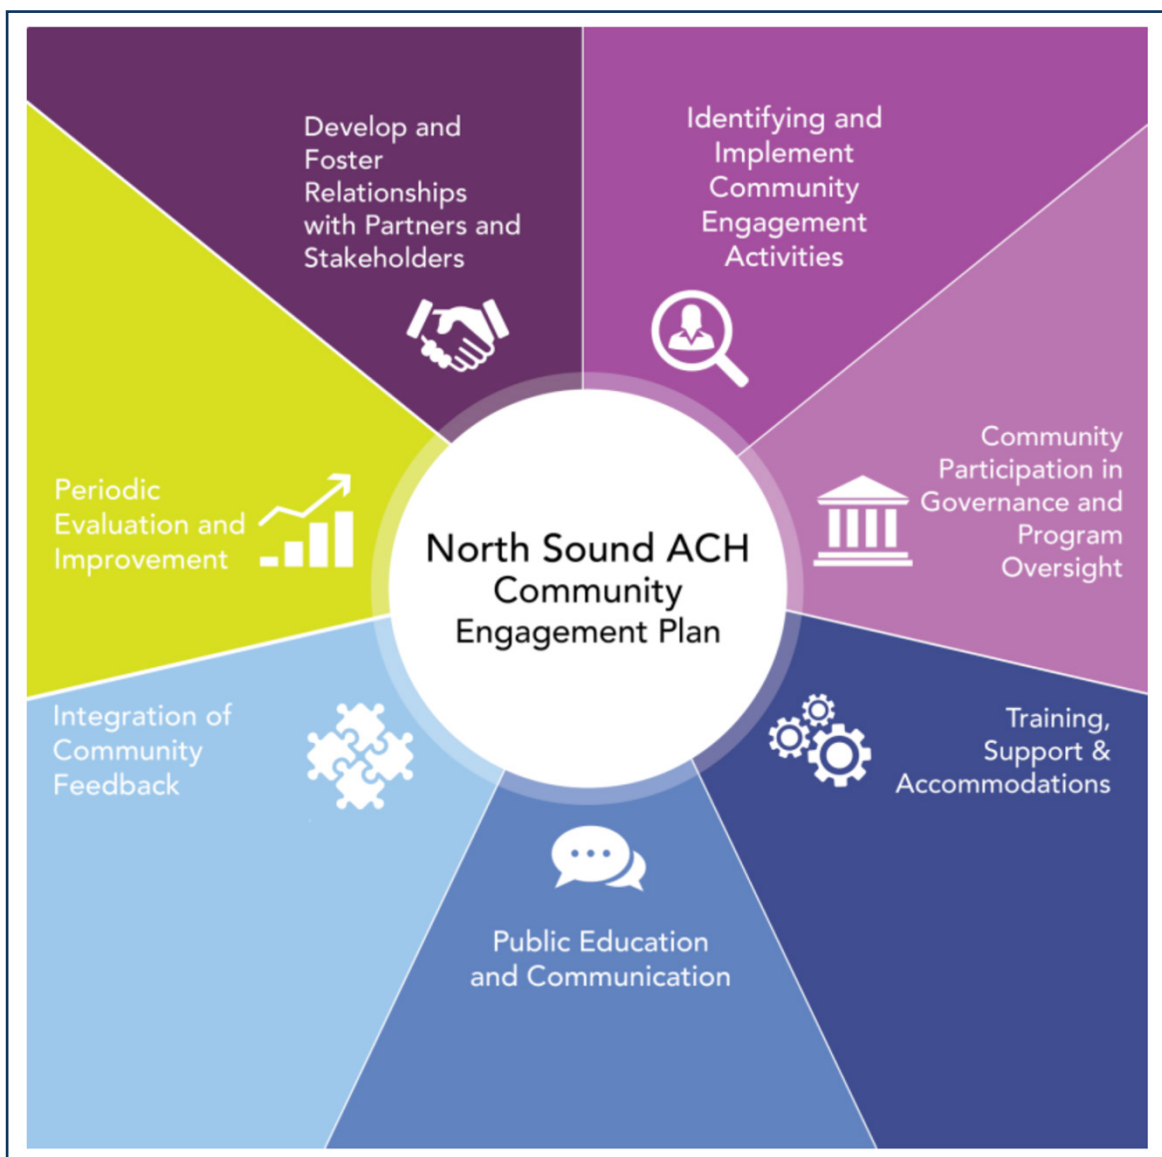 Develop and
Foster
Relationships
with Partners and
Stakeholders
Identifying and
Implement
Community
Engagement
Activities
Community
Participation in
Governance and
Program
Oversight
Training,
Support &
Accommodations
Public Education
and Communication
Integration of
Community
Feedback
Periodic
Evaluation and
Improvement
North Sound ACH
Community
Engagement Plan